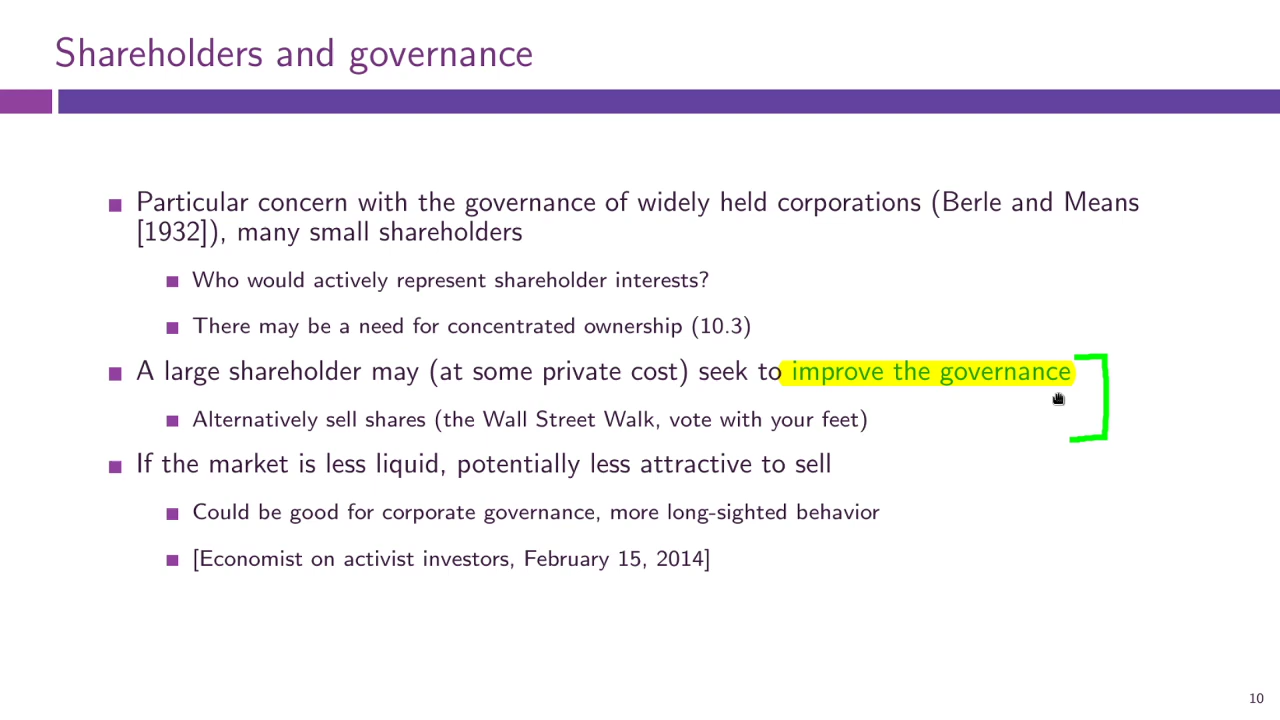 Shareholders and governance
Particular concern with the governance of widely held corporations (Berle and Means
[1932]), many small shareholders
Who would actively represent shareholder interests?
There may be a need for concentrated ownership (10.3)
A large shareholder may (at some private cost) seek to improve the governance
Alternatively sell shares (the Wall Street Walk, vote with your feet)
If the market is less liquid, potentially less attractive to sell
Could be good for corporate governance, more long-sighted behavior
[Economist on activist investors, February 15, 2014]
10